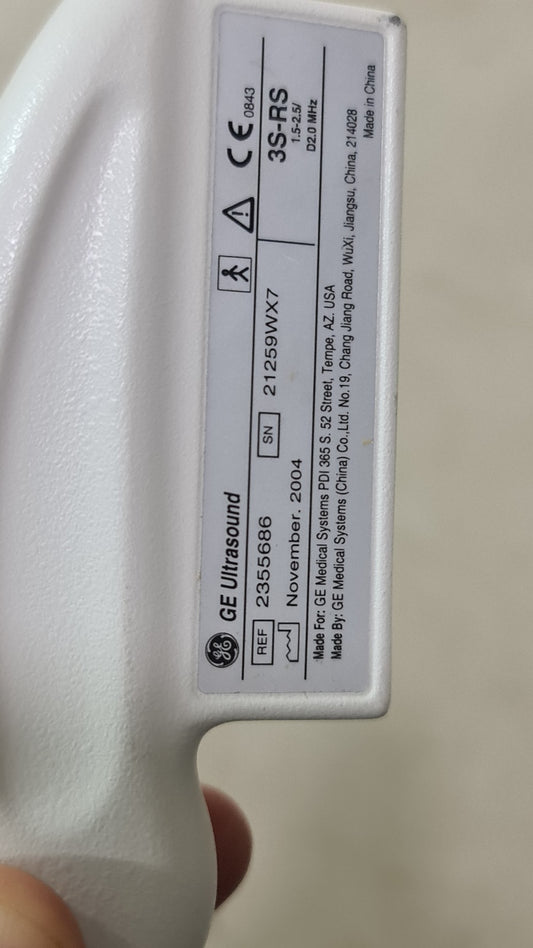 GE Ultrasound
CE 0843
REF 2355686
SN 21259WX7
3S-RS
1.5-2.5/
D2.0 MHz
November. 2004
Made For: GE Medical Systems PDI 365 S. 52 Street, Tempe, AZ. USA
Made By: GE Medical Systems (China) Co.,Ltd. No.19, Chang Jiang Road, WuXi, Jiangsu, China, 214028
Made in China